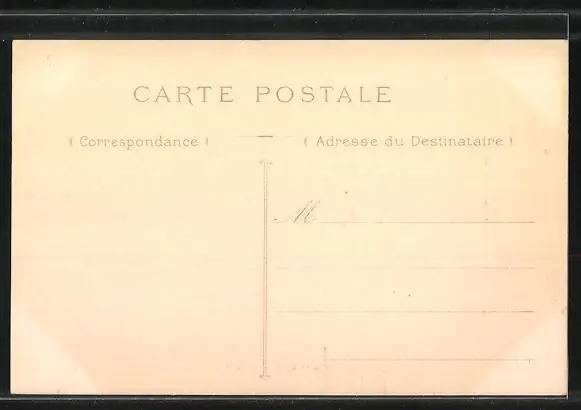 CARTE POSTALE
( Correspondance )
( Adresse du Destinataire )
M